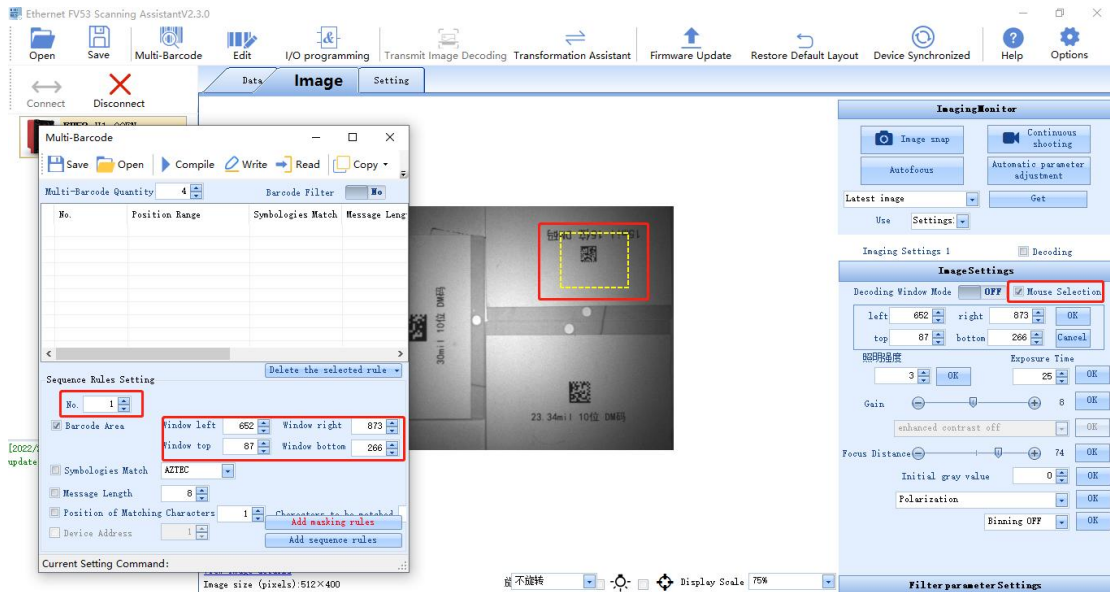 Ethernet FV53 Scanning AssistantV2.3.0
Open Save Multi-Barcode Edit I/O programming Transmit Image Decoding Transformation Assistant Firmware Update Restore Default Layout Device Synchronized Help Options
Connect Disconnect
Data Image Setting
Multi-Barcode
Save Open Compile Write Read Copy
Multi-Barcode Quantity 4 Barcode Filter No
No. Position Range Symbologies Match Message Leng
Delete the selected rule
Sequence Rules Setting
No. 1
Barcode Area Window left 652 Window right 873
Window top 87 Window bottom 266
Symbologies Match AZTEC
Message Length 8
Position of Matching Characters 1 Characters to be matched
Add masking rules
Device Address 1
Add sequence rules
Current Setting Command:
[2022/
update
30mil 10位 DM码
23.34mil 10位 DM码
Image size (pixels):512×400
不旋转 Display Scale 75%
ImagingMonitor
Image snap Continuous shooting
Autofocus Automatic parameter adjustment
Latest image Get
Use Settings
Imaging Settings 1 Decoding
ImageSettings
Decoding Window Mode OFF Mouse Selection
left 652 right 873 OK
top 87 bottom 266 Cancel
照明强度 Exposure Time
3 OK 25 OK
Gain 8 OK
enhanced contrast off OK
Focus Distance 74 OK
Initial gray value 0 OK
Polarization OK
Binning OFF OK
Filter parameter Settings